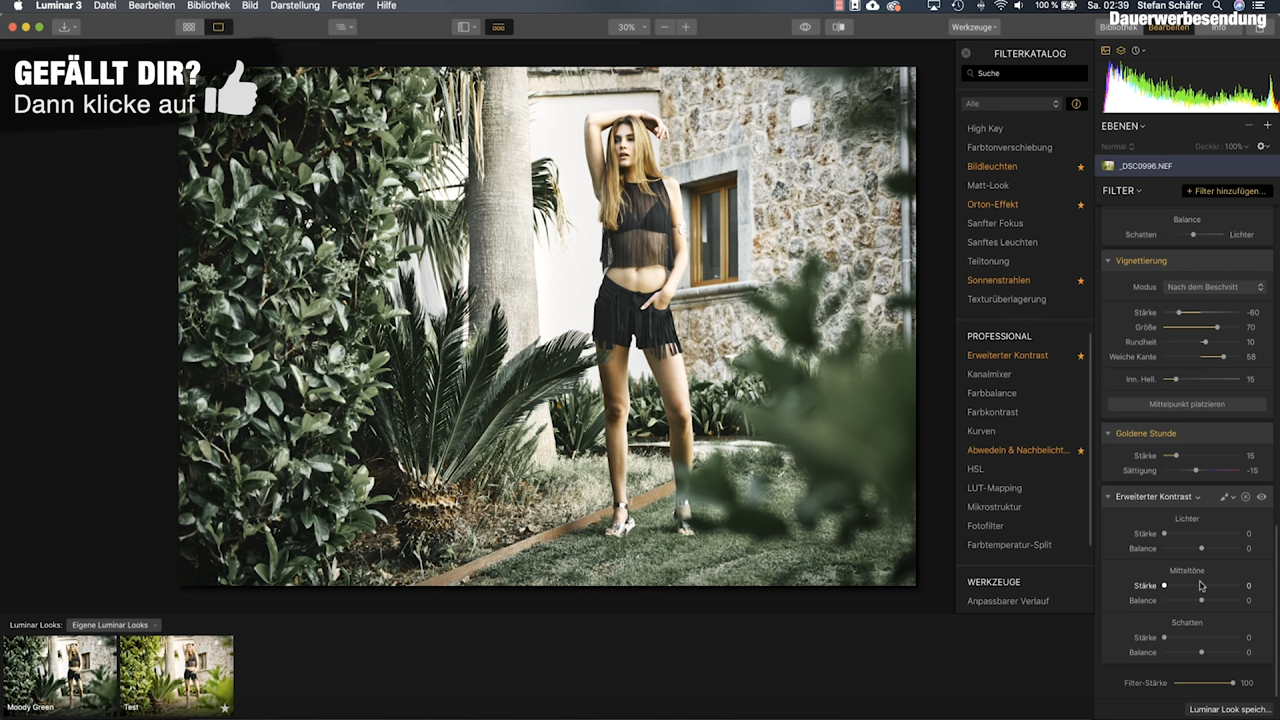 Luminar 3 Datei Bearbeiten Bibliothek Bild Darstellung Fenster Hilfe
100 % Sa. 02:39 Stefan Schäfer
Dauerwerbesendung
30% Werkzeuge Bibliothek Bearbeiten Info
GEFÄLLT DIR?
Dann klicke auf
FILTERKATALOG
Suche
Alle
High Key
Farbtonverschiebung
Bildleuchten
Matt-Look
Orton-Effekt
Sanfter Fokus
Sanftes Leuchten
Teiltonung
Sonnenstrahlen
Texturüberlagerung
PROFESSIONAL
Erweiterter Kontrast
Kanalmixer
Farbbalance
Farbkontrast
Kurven
Abwedeln & Nachbelicht...
HSL
LUT-Mapping
Mikrostruktur
Fotofilter
Farbtemperatur-Split
WERKZEUGE
Anpassbarer Verlauf
EBENEN
Normal Deckkr.: 100%
_DSC0996.NEF
FILTER + Filter hinzufügen...
Balance
Schatten Lichter
Vignettierung
Modus Nach dem Beschnitt
Stärke -60
Größe 70
Rundheit 10
Weiche Kante 58
Inn. Hell. 15
Mittelpunkt platzieren
Goldene Stunde
Stärke 15
Sättigung -15
Erweiterter Kontrast
Lichter
Stärke 0
Balance 0
Mitteltöne
Stärke 0
Balance 0
Schatten
Stärke 0
Balance 0
Filter-Stärke 100
Luminar Look speich...
Luminar Looks: Eigene Luminar Looks
Moody Green
Test